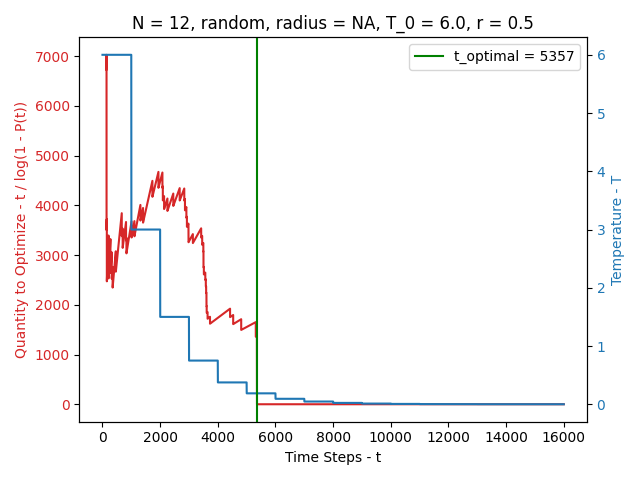 N = 12, random, radius = NA, T_0 = 6.0, r = 0.5
t_optimal = 5357
Quantity to Optimize - t / log(1 - P(t))
7000
6000
5000
4000
3000
2000
1000
0
Temperature - T
6
5
4
3
2
1
0
0 2000 4000 6000 8000 10000 12000 14000 16000
Time Steps - t